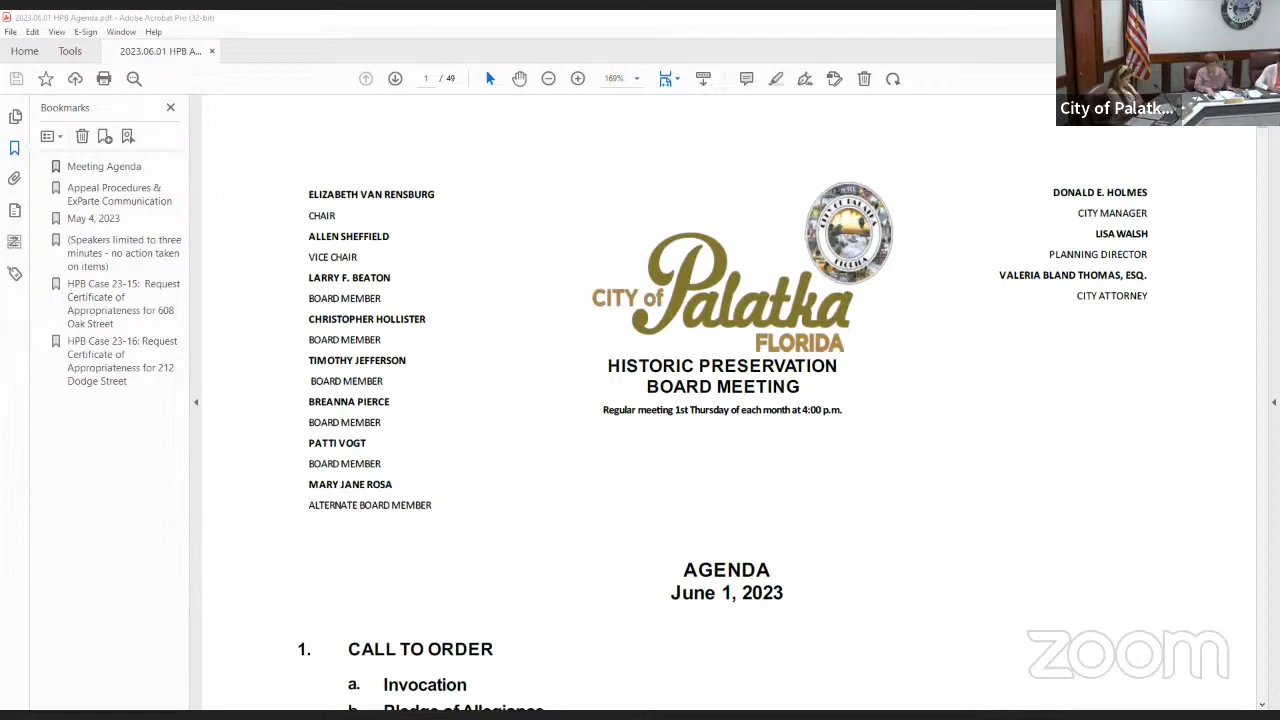 2023.06.01 HPB Agenda.pdf - Adobe Acrobat Pro (32-bit)
File Edit View E-Sign Window Help
Home Tools 2023.06.01 HPB A... ×
1 / 49 169%
Bookmarks
Meeting Agenda
Appeal Procedures &
ExParte Communication
May 4, 2023
(Speakers limited to three
minutes - no action taken
on items)
HPB Case 23-15: Request
Certificate of
Appropriateness for 608
Oak Street
HPB Case 23-16: Request
Certificate of
Appropriateness for 212
Dodge Street
City of Palatk...
ELIZABETH VAN RENSBURG
CHAIR
ALLEN SHEFFIELD
VICE CHAIR
LARRY F. BEATON
BOARD MEMBER
CHRISTOPHER HOLLISTER
BOARD MEMBER
TIMOTHY JEFFERSON
BOARD MEMBER
BREANNA PIERCE
BOARD MEMBER
PATTI VOGT
BOARD MEMBER
MARY JANE ROSA
ALTERNATE BOARD MEMBER
CITY OF PALATKA
FLORIDA
CITY of Palatka
FLORIDA
HISTORIC PRESERVATION
BOARD MEETING
Regular meeting 1st Thursday of each month at 4:00 p.m.
DONALD E. HOLMES
CITY MANAGER
LISA WALSH
PLANNING DIRECTOR
VALERIA BLAND THOMAS, ESQ.
CITY ATTORNEY
AGENDA
June 1, 2023
1. CALL TO ORDER
a. Invocation
b. Pledge of Allegiance
zoom